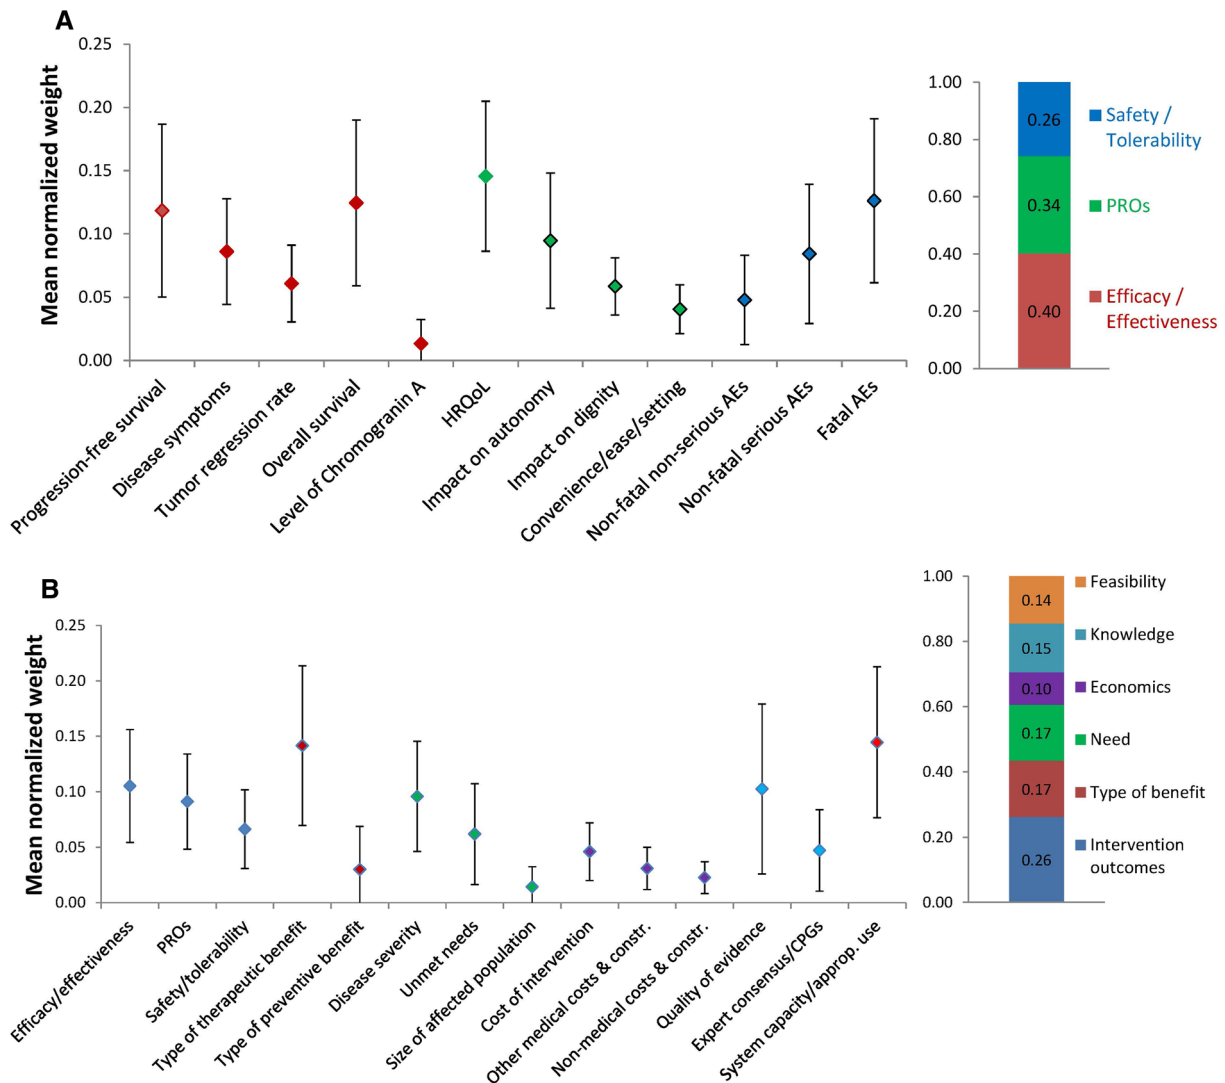 A
Mean normalized weight
0.25
0.20
0.15
0.10
0.05
0.00
Progression-free survival
Disease symptoms
Tumor regression rate
Overall survival
Level of Chromogranin A
HRQoL
Impact on autonomy
Impact on dignity
Convenience/ease/setting
Non-fatal non-serious AEs
Non-fatal serious AEs
Fatal AEs
1.00
0.80
0.60
0.40
0.20
0.00
0.26
0.34
0.40
Safety /
Tolerability
PROs
Efficacy /
Effectiveness
B
Mean normalized weight
0.25
0.20
0.15
0.10
0.05
0.00
Efficacy/effectiveness
PROs
Safety/tolerability
Type of therapeutic benefit
Type of preventive benefit
Disease severity
Unmet needs
Size of affected population
Cost of intervention
Other medical costs & constr.
Non-medical costs & constr.
Quality of evidence
Expert consensus/CPGs
System capacity/approp. use
1.00
0.80
0.60
0.40
0.20
0.00
0.14
0.15
0.10
0.17
0.17
0.26
Feasibility
Knowledge
Economics
Need
Type of benefit
Intervention
outcomes